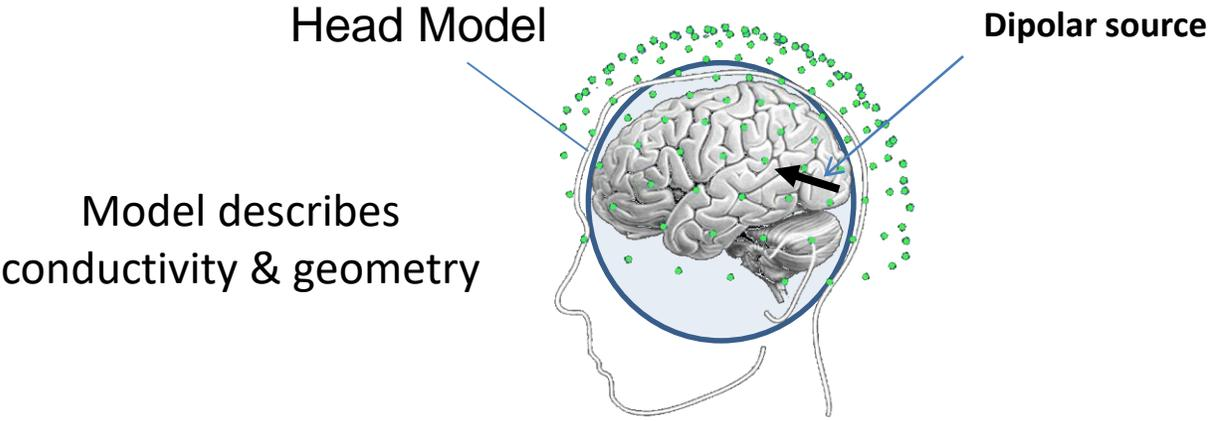 Head Model
Dipolar source
Model describes
conductivity & geometry